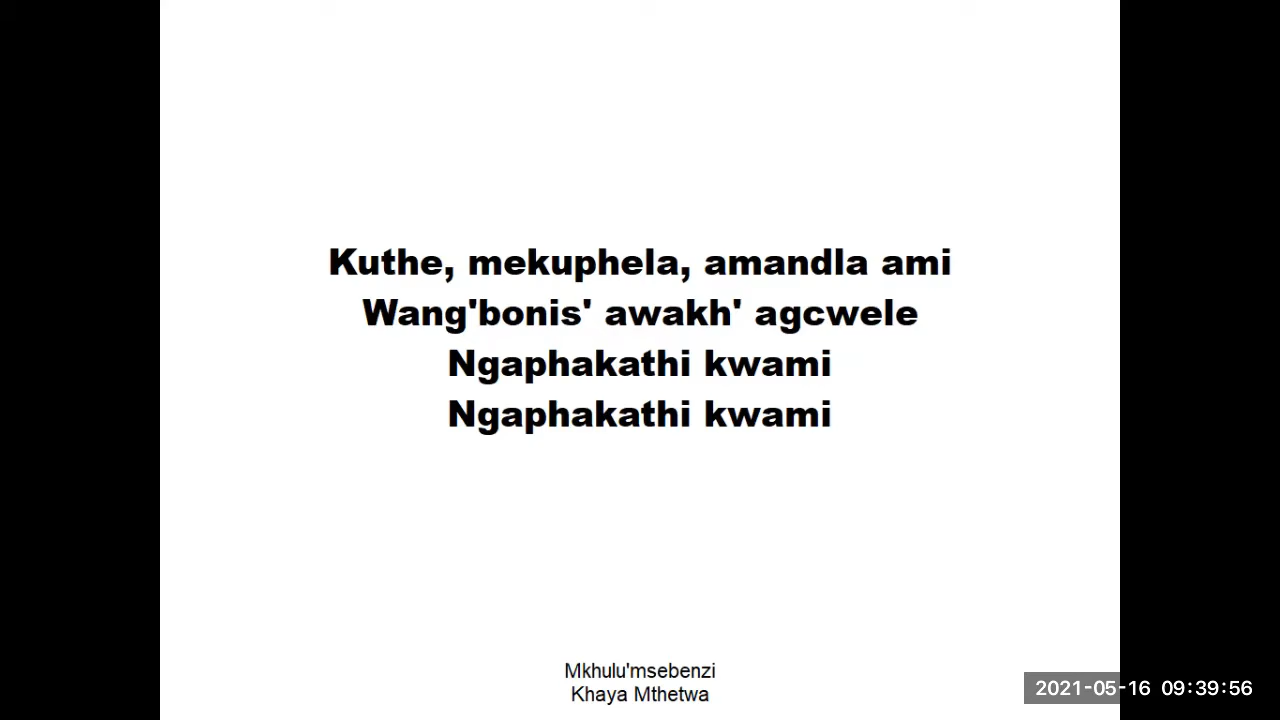 Kuthe, mekuphela, amandla ami
Wang'bonis' awakh' agcwele
Ngaphakathi kwami
Ngaphakathi kwami
Mkhulu'msebenzi
Khaya Mthetwa
2021-05-16 09:39:56